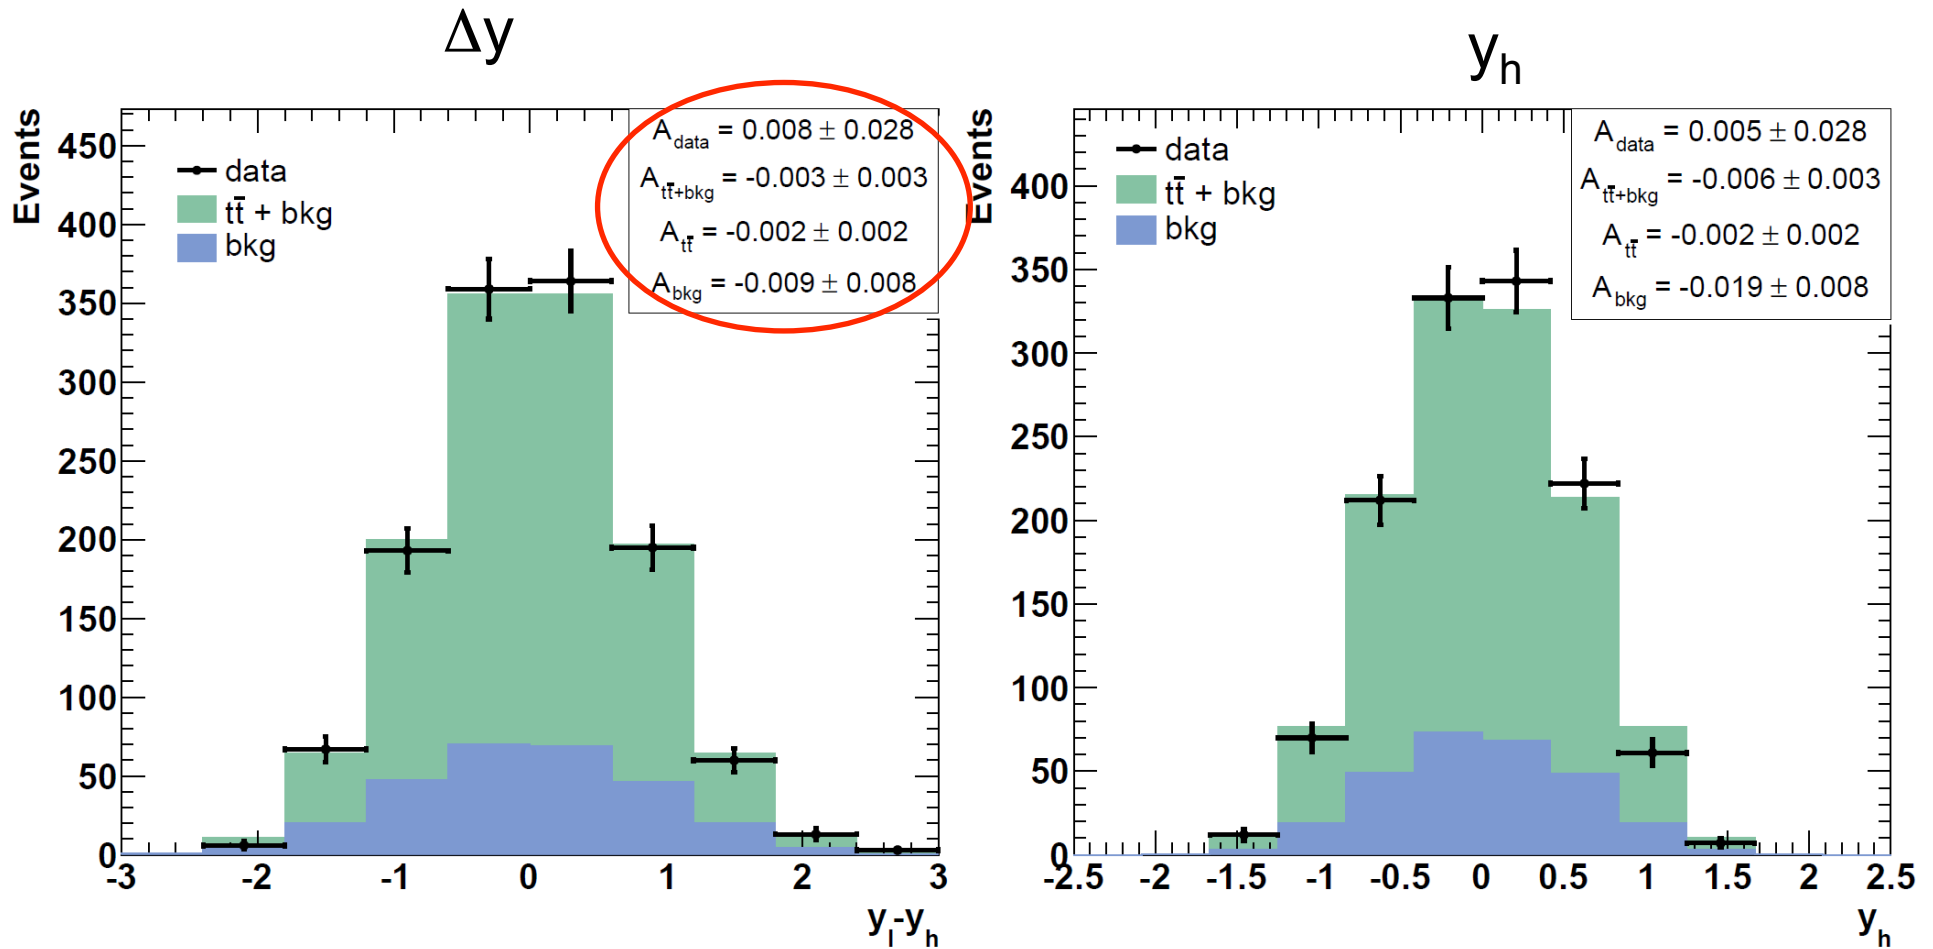 Δy
Events
450
400
350
300
250
200
150
100
50
0
-3 -2 -1 0 1 2 3
y_l-y_h
data
tt̄ + bkg
bkg
A_data = 0.008 ± 0.028
A_tt̄+bkg = -0.003 ± 0.003
A_tt̄ = -0.002 ± 0.002
A_bkg = -0.009 ± 0.008
y_h
Events
400
350
300
250
200
150
100
50
0
-2.5 -2 -1.5 -1 -0.5 0 0.5 1 1.5 2 2.5
y_h
data
tt̄ + bkg
bkg
A_data = 0.005 ± 0.028
A_tt̄+bkg = -0.006 ± 0.003
A_tt̄ = -0.002 ± 0.002
A_bkg = -0.019 ± 0.008